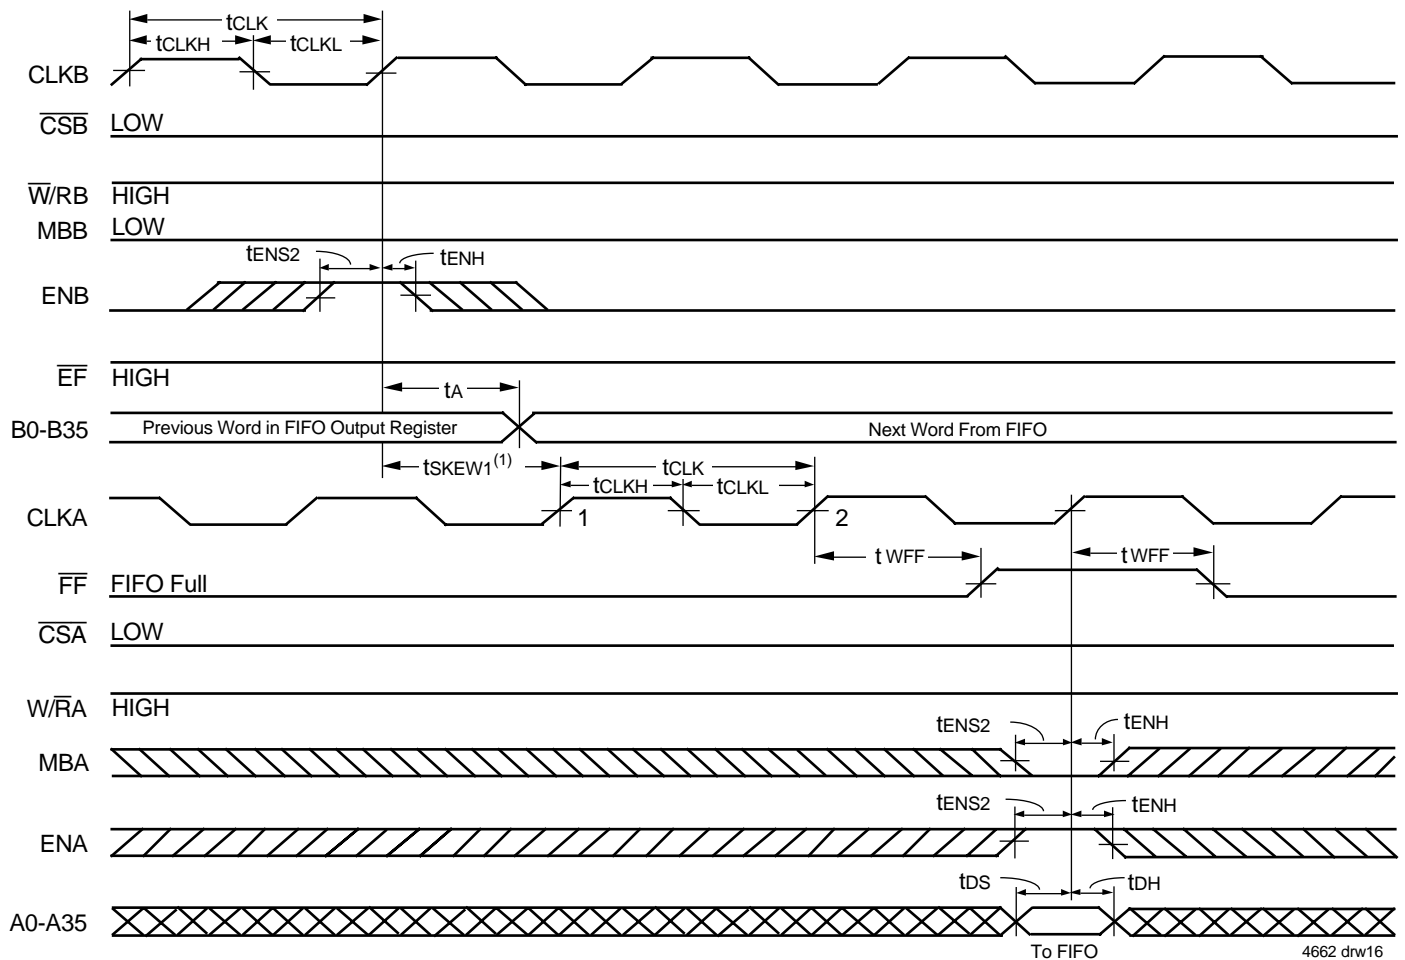 tCLK
tCLKH tCLKL
CLKB
CSB LOW
W/RB HIGH
MBB LOW
tENS2 tENH
ENB
EF HIGH
tA
B0-B35 Previous Word in FIFO Output Register Next Word From FIFO
tSKEW1(1) tCLK
tCLKH tCLKL
CLKA 1 2
tWFF tWFF
FF FIFO Full
CSA LOW
W/RA HIGH
tENS2 tENH
MBA
tENS2 tENH
ENA
tDS tDH
A0-A35
To FIFO 4662 drw16